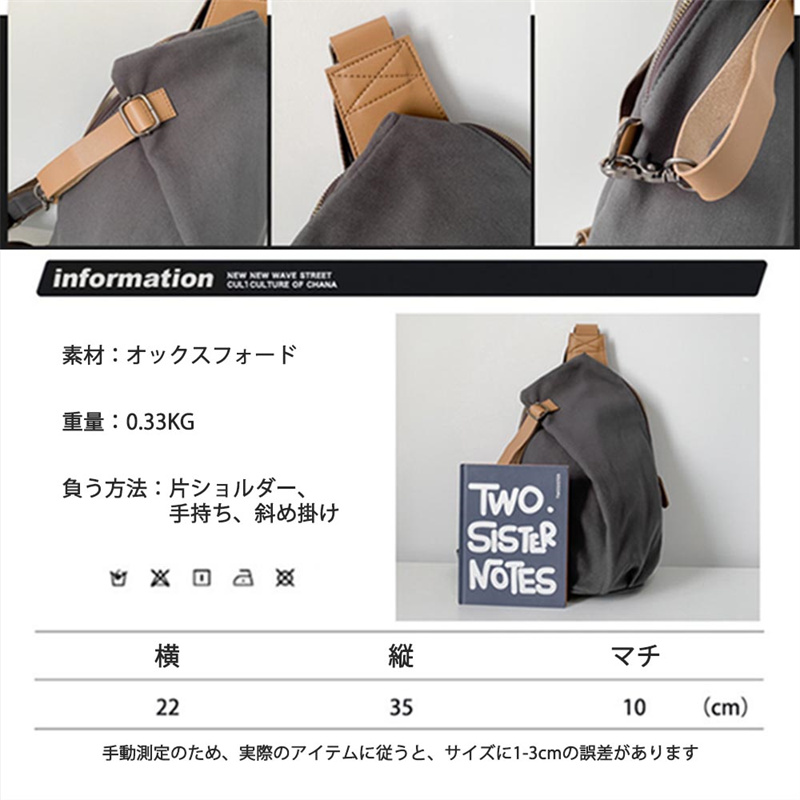 information NEW NEW WAVE STREET
CUL1CULTURE OF CHANA
素材：オックスフォード
重量：0.33KG
負う方法：片ショルダー、
手持ち、斜め掛け
TWO.
SISTER
NOTES
横 縦 マチ
22 35 10 （cm）
手動測定のため、実際のアイテムに従うと、サイズに1-3cmの誤差があります